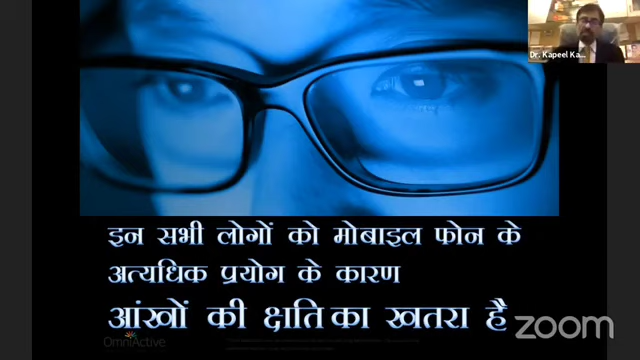 Dr. Kapeel Ka...
इन सभी लोगों को मोबाइल फोन के
अत्यधिक प्रयोग के कारण
आंखों की क्षति का खतरा है
zoom
OmniActive